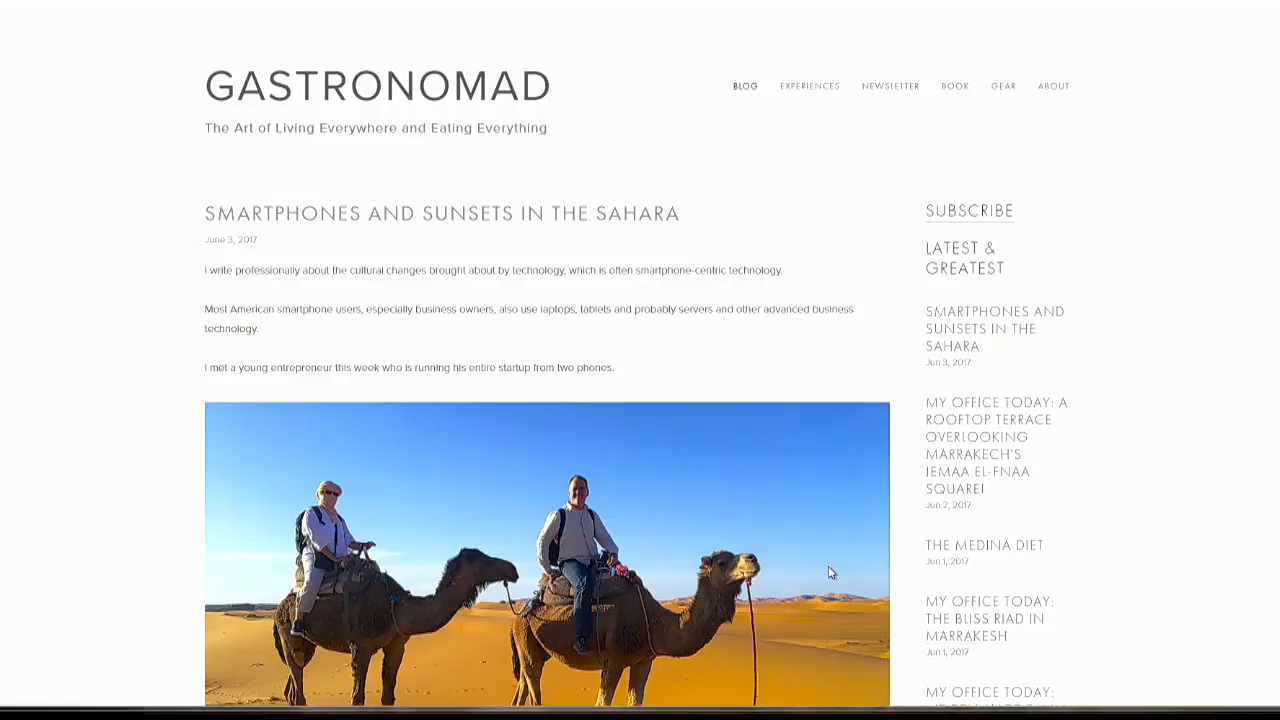 GASTRONOMAD
BLOG EXPERIENCES NEWSLETTER BOOK GEAR ABOUT
The Art of Living Everywhere and Eating Everything
SMARTPHONES AND SUNSETS IN THE SAHARA
June 3, 2017
I write professionally about the cultural changes brought about by technology, which is often smartphone-centric technology.
Most American smartphone users, especially business owners, also use laptops, tablets and probably servers and other advanced business
technology.
I met a young entrepreneur this week who is running his entire startup from two phones.
SUBSCRIBE
LATEST &
GREATEST
SMARTPHONES AND
SUNSETS IN THE
SAHARA
Jun 3, 2017
MY OFFICE TODAY: A
ROOFTOP TERRACE
OVERLOOKING
MARRAKECH'S
JEMAA EL-FNAA
SQUARE!
Jun 2, 2017
THE MEDINA DIET
Jun 1, 2017
MY OFFICE TODAY:
THE BLISS RIAD IN
MARRAKESH
Jun 1, 2017
MY OFFICE TODAY: